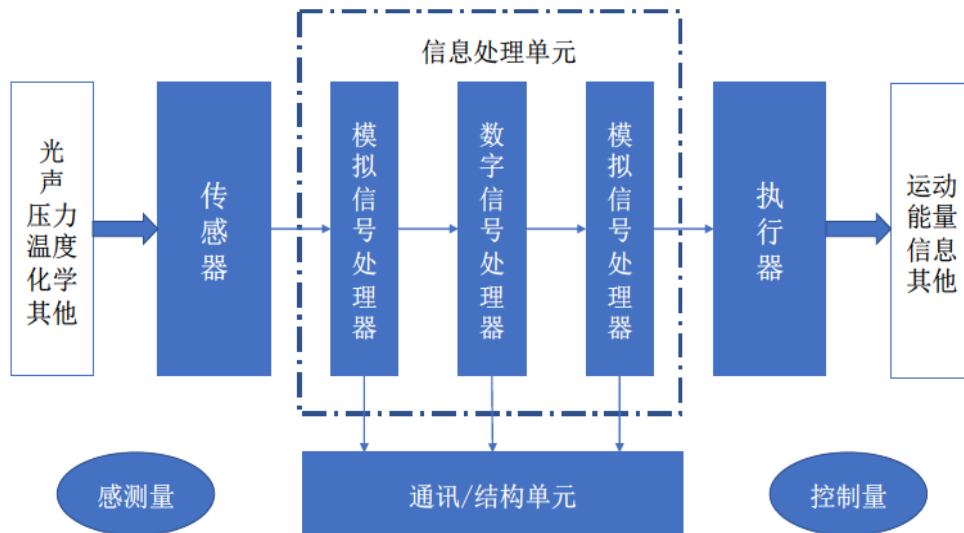 信息处理单元
光
声
压力
温度
化学
其他
传感器
模拟信号处理器
数字信号处理器
模拟信号处理器
执行器
运动
能量
信息
其他
感测量
通讯/结构单元
控制量